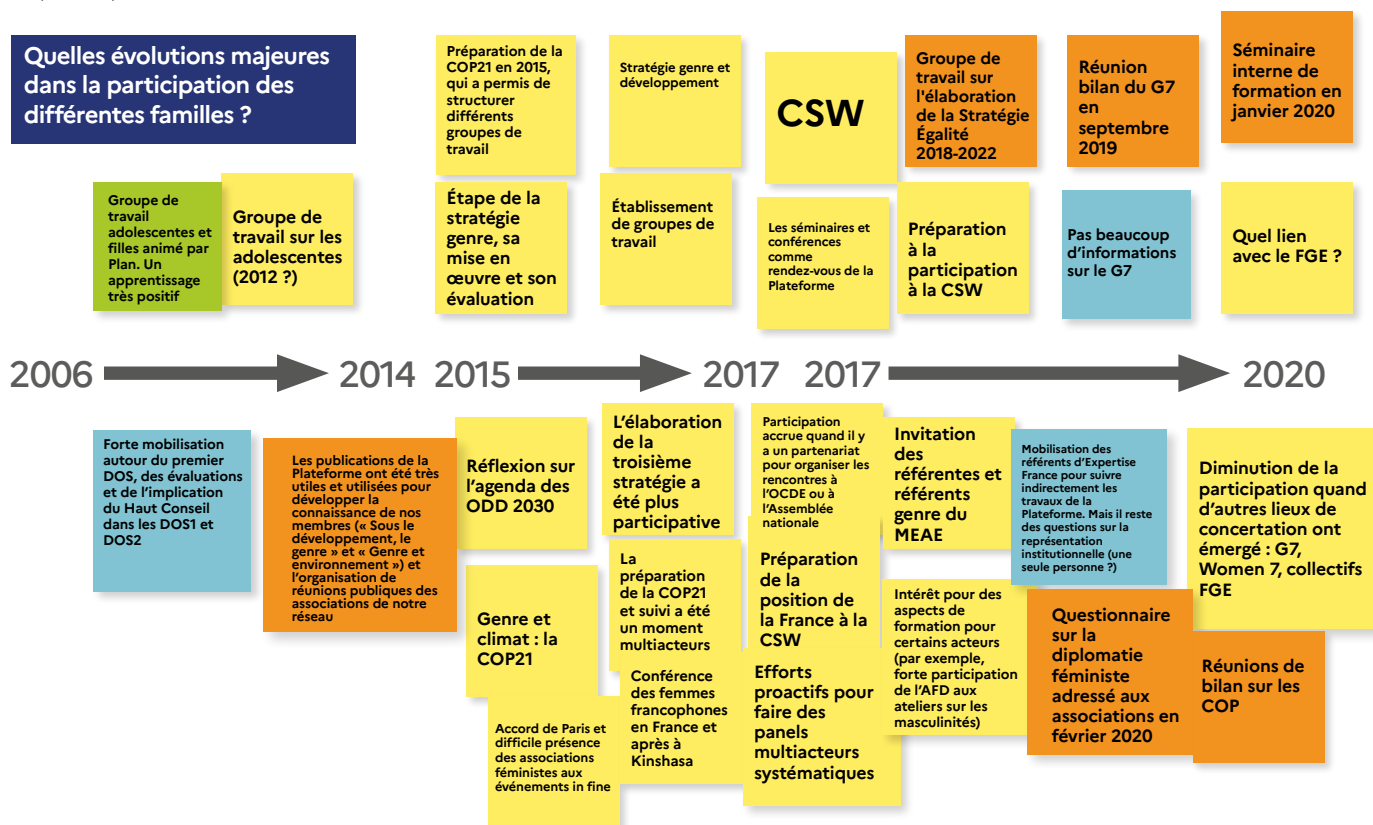 Quelles évolutions majeures
dans la participation des
différentes familles ?
Préparation de la
COP21 en 2015,
qui a permis de
structurer
différents
groupes de
travail
Stratégie genre et
développement
CSW
Groupe de
travail sur
l'élaboration
de la Stratégie
Égalité
2018-2022
Réunion
bilan du G7
en
septembre
2019
Séminaire
interne de
formation en
janvier 2020
Groupe de
travail
adolescentes et
filles animé par
Plan. Un
apprentissage
très positif
Groupe de
travail sur les
adolescentes
(2012 ?)
Étape de la
stratégie
genre, sa
mise en
œuvre et son
évaluation
Établissement
de groupes de
travail
Les séminaires et
conférences
comme
rendez-vous de la
Plateforme
Préparation
à la
participation
à la CSW
Pas beaucoup
d’informations
sur le G7
Quel lien
avec le FGE ?
2006
2014
2015
2017
2017
2020
Forte mobilisation
autour du premier
DOS, des évaluations
et de l’implication
du Haut Conseil
dans les DOS1 et
DOS2
Les publications de la
Plateforme ont été très
utiles et utilisées pour
développer la
connaissance de nos
membres (« Sous le
développement, le
genre » et « Genre et
environnement ») et
l’organisation de
réunions publiques des
associations de notre
réseau
Réflexion sur
l’agenda des
ODD 2030
Genre et
climat : la
COP21
Accord de Paris et
difficile présence
des associations
féministes aux
événements in fine
L’élaboration
de la
troisième
stratégie a
été plus
participative
La
préparation
de la COP21
et suivi a été
un moment
multiacteurs
Conférence
des femmes
francophones
en France et
après à
Kinshasa
Participation
accrue quand il y
a un partenariat
pour organiser les
rencontres à
l’OCDE ou à
l’Assemblée
nationale
Préparation
de la
position de
la France à la
CSW
Efforts
proactifs pour
faire des
panels
multiacteurs
systématiques
Invitation
des
référentes et
référents
genre du
MEAE
Intérêt pour des
aspects de
formation pour
certains acteurs
(par exemple,
forte participation
de l’AFD aux
ateliers sur les
masculinités)
Mobilisation des
référents d’Expertise
France pour suivre
indirectement les
travaux de la
Plateforme. Mais il reste
des questions sur la
représentation
institutionnelle (une
seule personne ?)
Questionnaire
sur la
diplomatie
féministe
adressé aux
associations en
février 2020
Diminution de la
participation quand
d’autres lieux de
concertation ont
émergé : G7,
Women 7, collectifs
FGE
Réunions de
bilan sur les
COP